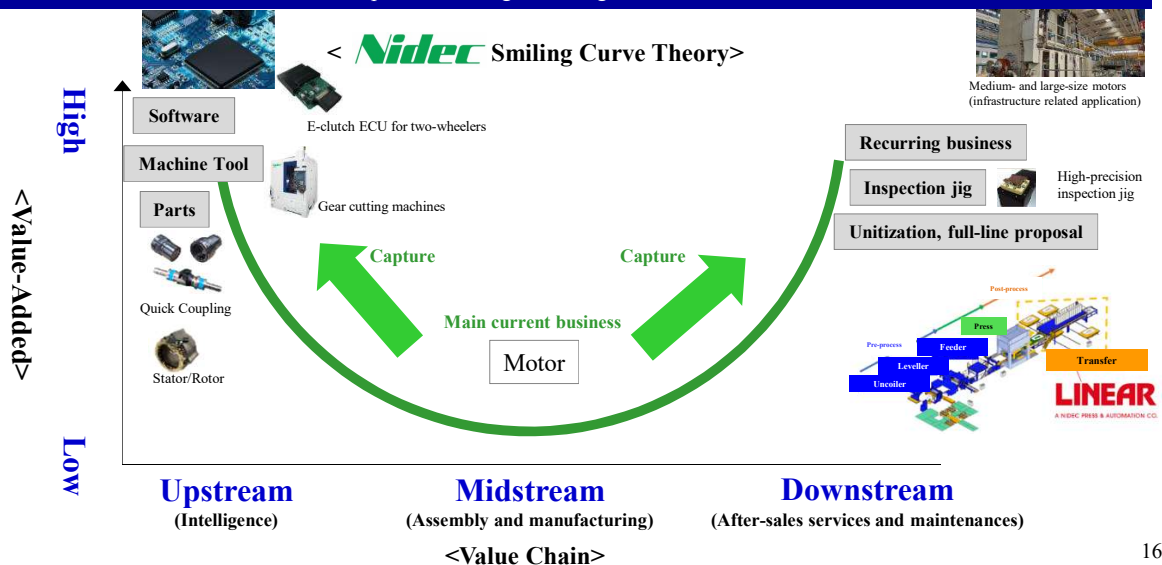 < Nidec Smiling Curve Theory>
Medium- and large-size motors
(infrastructure related application)
High
Software
E-clutch ECU for two-wheelers
Recurring business
Machine Tool
Inspection jig
High-precision
inspection jig
<Value-Added>
Parts
Gear cutting machines
Unitization, full-line proposal
Capture
Capture
Quick Coupling
Main current business
Motor
Stator/Rotor
Post-process
Press
Pre-process
Feeder
Leveller
Transfer
Uncoiler
LINEAR
A NIDEC PRESS & AUTOMATION CO.
Low
Upstream
(Intelligence)
Midstream
(Assembly and manufacturing)
Downstream
(After-sales services and maintenances)
<Value Chain>
16